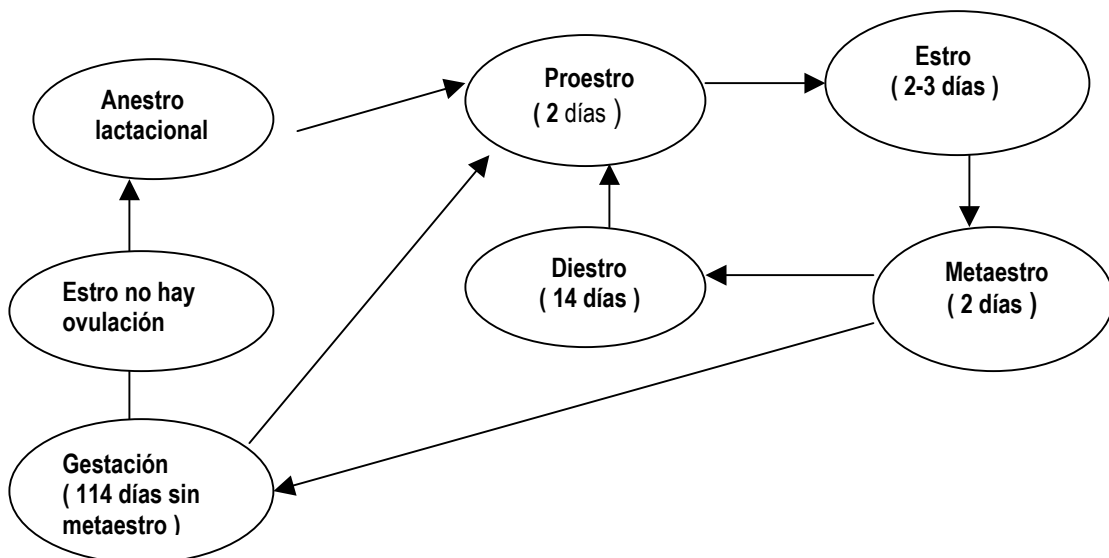 Anestro
lactacional
Proestro
( 2 días )
Estro
( 2-3 días )
Estro no hay
ovulación
Diestro
( 14 días )
Metaestro
( 2 días )
Gestación
( 114 días sin
metaestro )